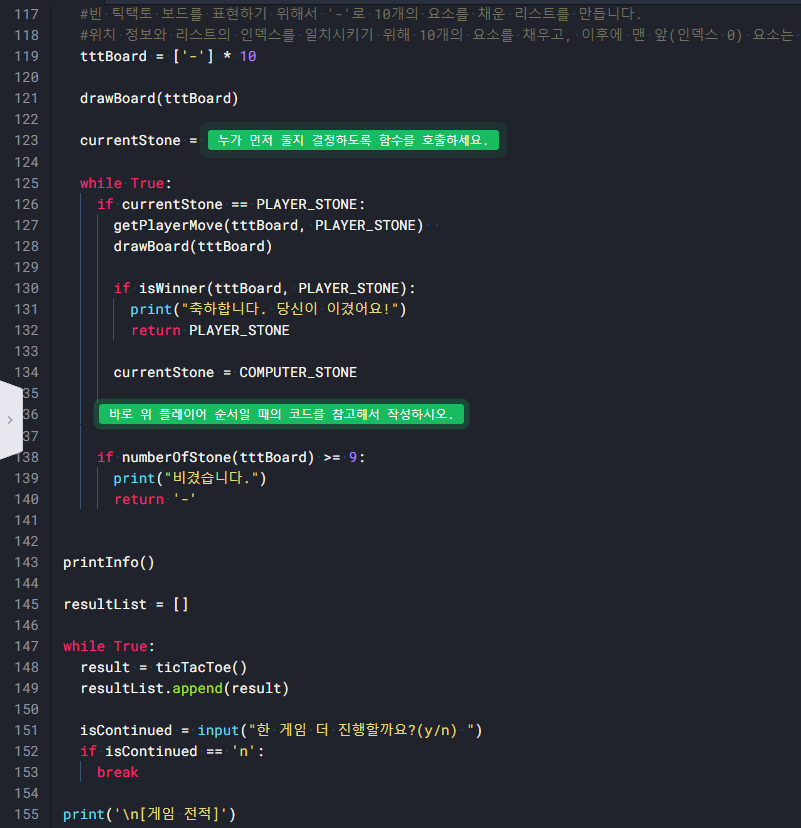 117 #빈 틱택토 보드를 표현하기 위해서 '-'로 10개의 요소를 채운 리스트를 만듭니다.
118 #위치 정보와 리스트의 인덱스를 일치시키기 위해 10개의 요소를 채우고, 이후에 맨 앞(인덱스 0) 요소는
119 tttBoard = ['-'] * 10
120
121 drawBoard(tttBoard)
122
123 currentStone = 누가 먼저 둘지 결정하도록 함수를 호출하세요.
124
125 while True:
126 if currentStone == PLAYER_STONE:
127 getPlayerMove(tttBoard, PLAYER_STONE)
128 drawBoard(tttBoard)
129
130 if isWinner(tttBoard, PLAYER_STONE):
131 print("축하합니다. 당신이 이겼어요!")
132 return PLAYER_STONE
133
134 currentStone = COMPUTER_STONE
35
36 바로 위 플레이어 순서일 때의 코드를 참고해서 작성하시오.
37
138 if numberOfStone(tttBoard) >= 9:
139 print("비겼습니다.")
140 return '-'
141
142
143 printInfo()
144
145 resultList = []
146
147 while True:
148 result = ticTacToe()
149 resultList.append(result)
150
151 isContinued = input("한 게임 더 진행할까요?(y/n) ")
152 if isContinued == 'n':
153 break
154
155 print('\n[게임 전적]')